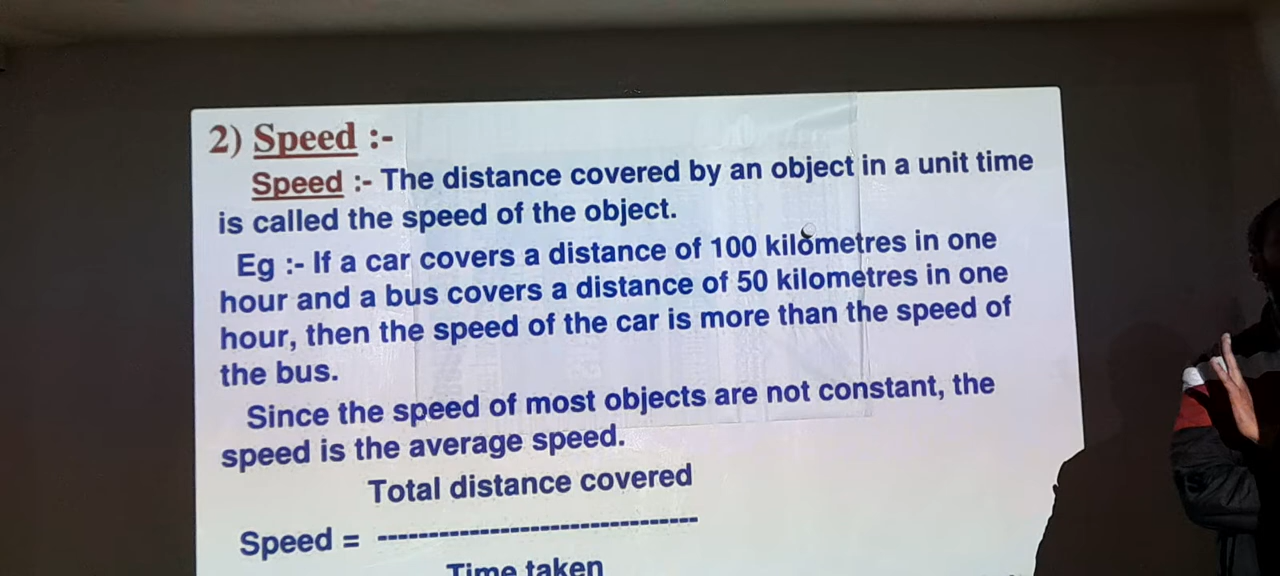 2) Speed :-
Speed :- The distance covered by an object in a unit time
is called the speed of the object.
Eg :- If a car covers a distance of 100 kilometres in one
hour and a bus covers a distance of 50 kilometres in one
hour, then the speed of the car is more than the speed of
the bus.
Since the speed of most objects are not constant, the
speed is the average speed.
Total distance covered
Speed = -------------------------------
Time taken